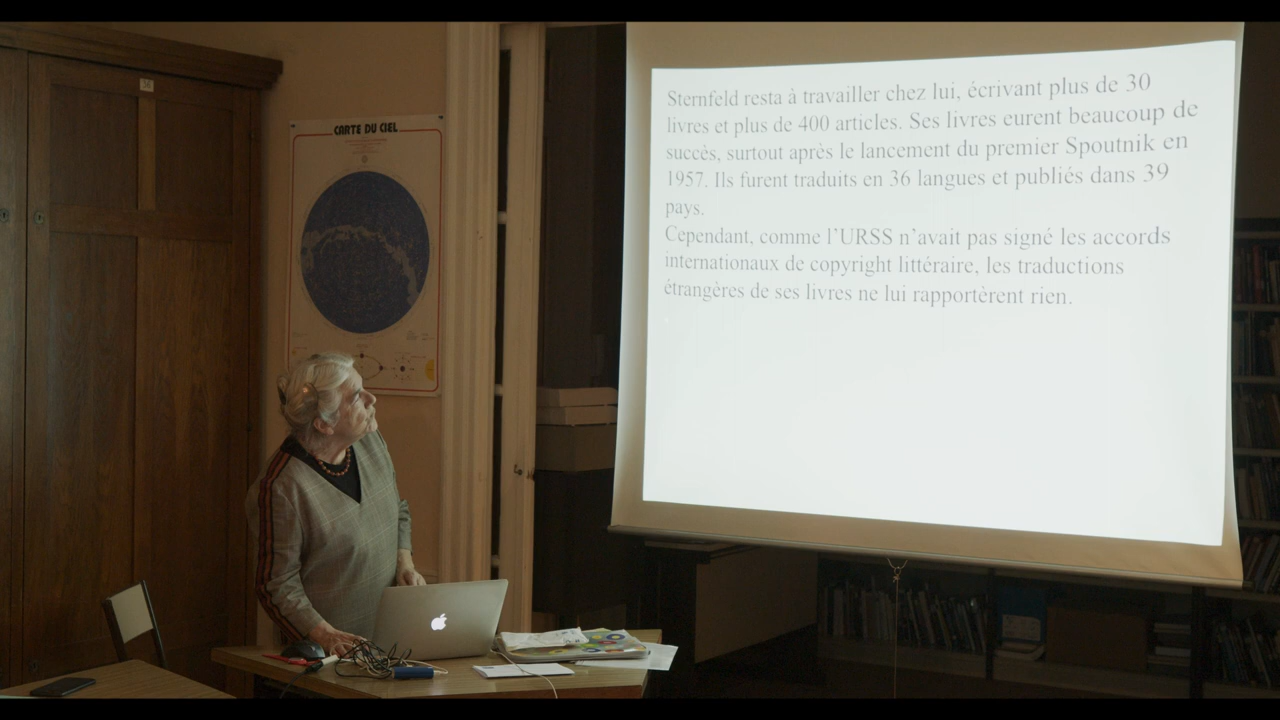 CARTE DU CIEL
Sternfeld resta à travailler chez lui, écrivant plus de 30
livres et plus de 400 articles. Ses livres eurent beaucoup de
succès, surtout après le lancement du premier Spoutnik en
1957. Ils furent traduits en 36 langues et publiés dans 39
pays.
Cependant, comme l'URSS n'avait pas signé les accords
internationaux de copyright littéraire, les traductions
étrangères de ses livres ne lui rapportèrent rien.